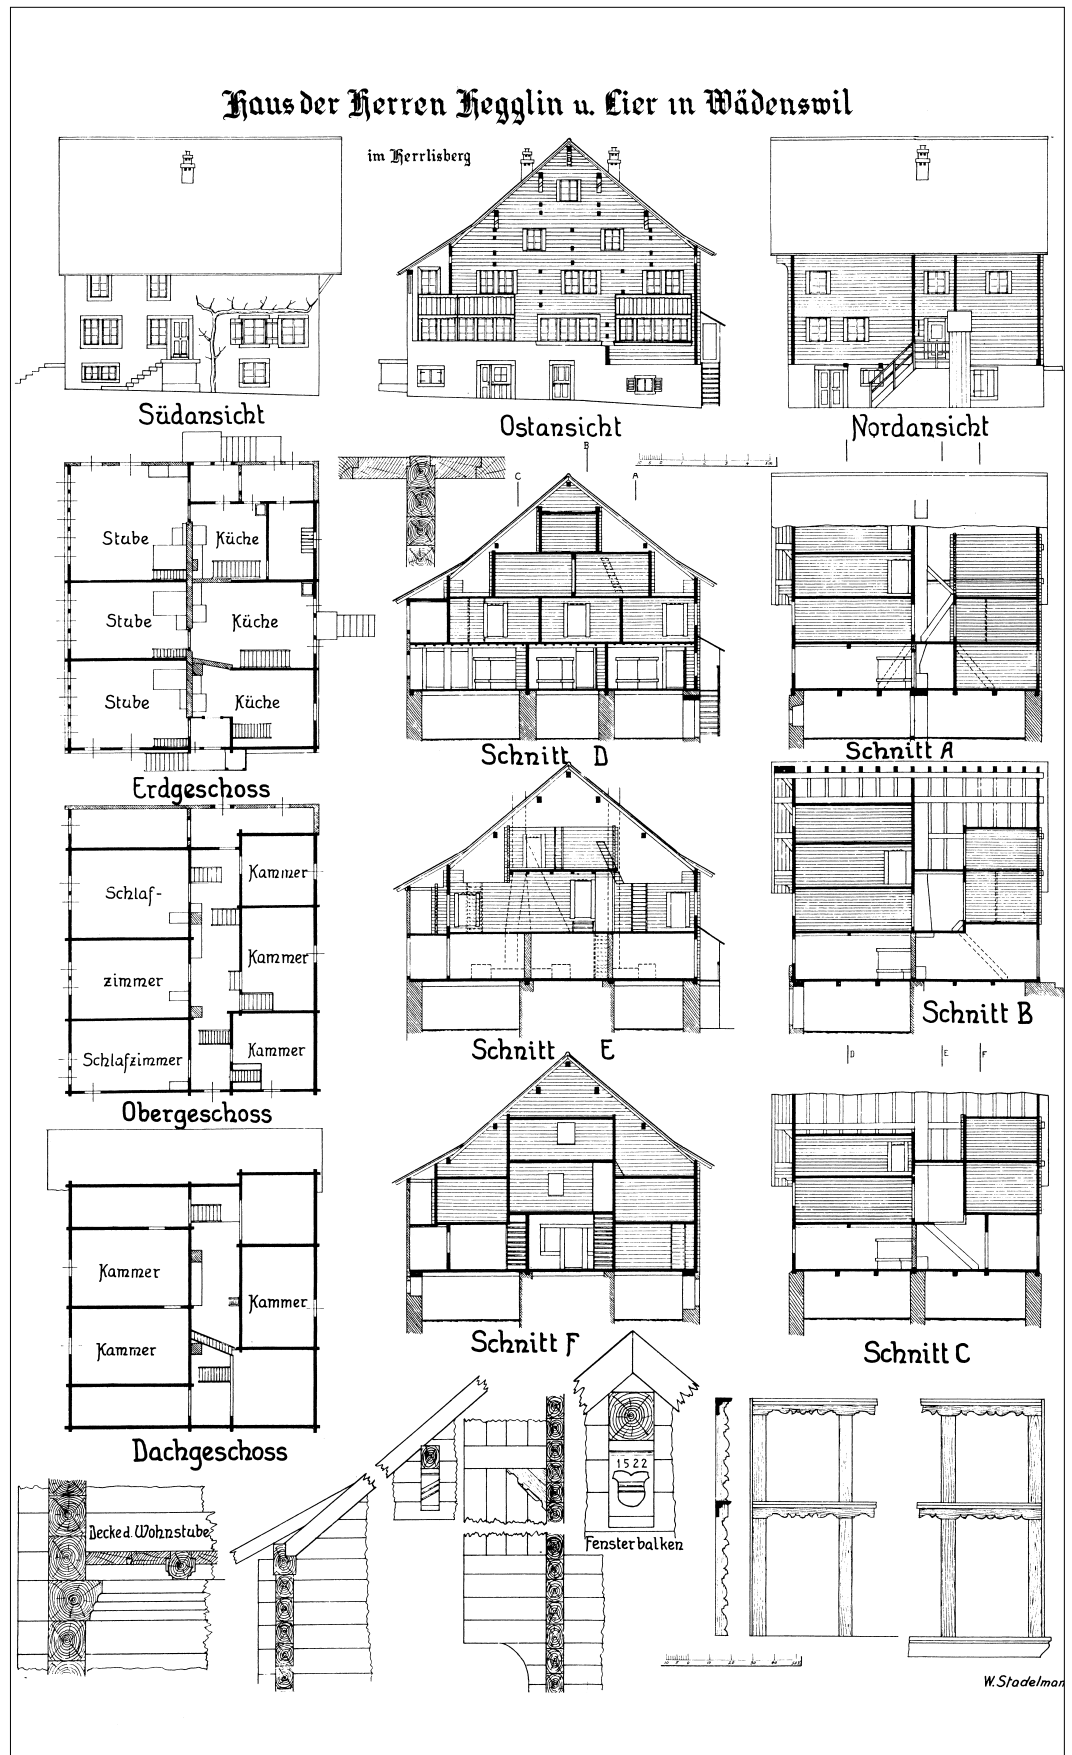 Haus der Herren Hegglin u. Eier in Wädenswil
im Herrlisberg
Südansicht
Ostansicht
Nordansicht
B
C
A
Stube
Küche
Stube
Küche
Stube
Küche
Erdgeschoss
Schnitt D
Schnitt A
Kammer
Schlaf-
Kammer
zimmer
Schlafzimmer
Kammer
Obergeschoss
Schnitt E
Schnitt B
D
E
F
Kammer
Kammer
Kammer
Dachgeschoss
Schnitt F
Schnitt C
Decke d. Wohnstube
1522
Fensterbalken
W. Stadelman